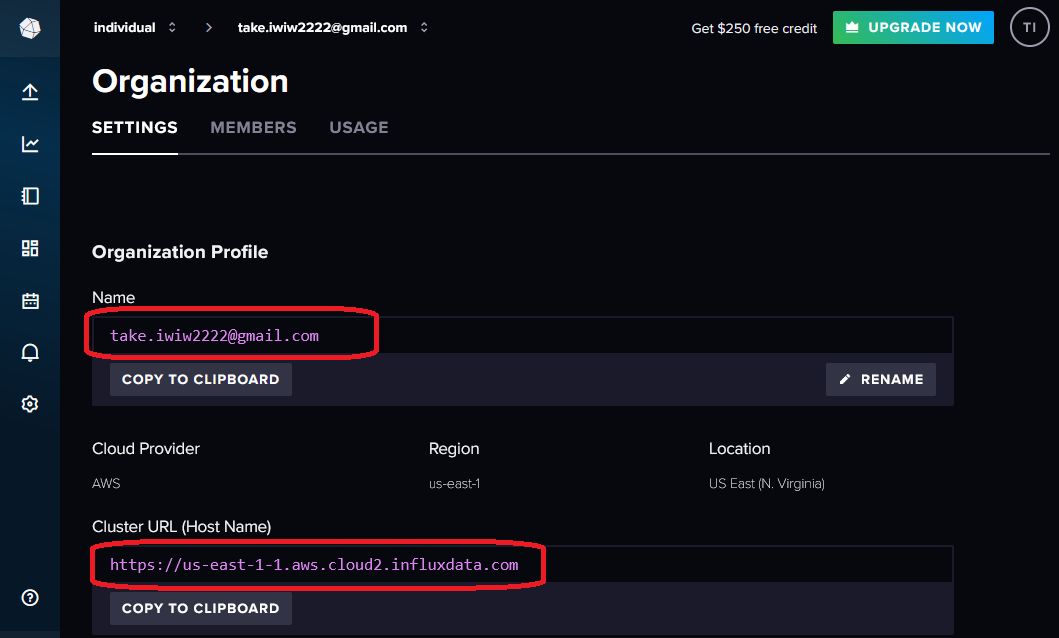 individual take.iwiw2222@gmail.com Get $250 free credit UPGRADE NOW TI
Organization
SETTINGS MEMBERS USAGE
Organization Profile
Name
take.iwiw2222@gmail.com
COPY TO CLIPBOARD RENAME
Cloud Provider Region Location
AWS us-east-1 US East (N. Virginia)
Cluster URL (Host Name)
https://us-east-1-1.aws.cloud2.influxdata.com
COPY TO CLIPBOARD